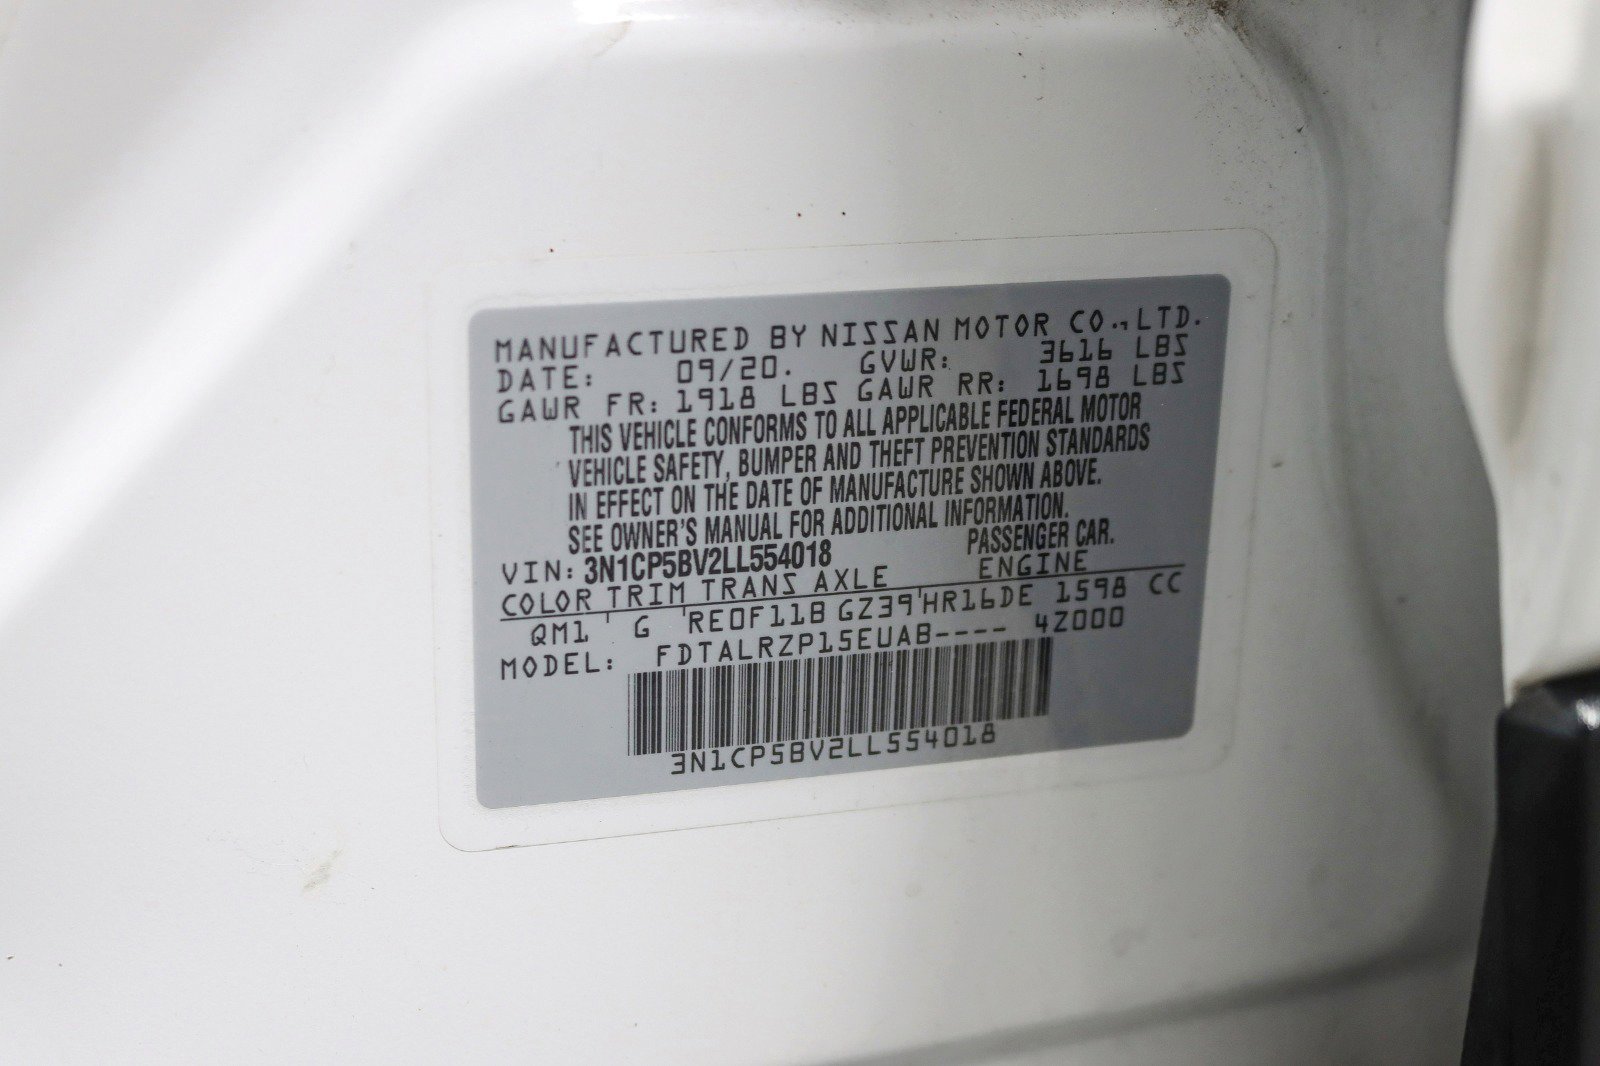 MANUFACTURED BY NISSAN MOTOR CO.,LTD.
DATE: 09/20. GVWR: 3616 LBS
GAWR FR: 1918 LBS GAWR RR: 1698 LBS
THIS VEHICLE CONFORMS TO ALL APPLICABLE FEDERAL MOTOR
VEHICLE SAFETY, BUMPER AND THEFT PREVENTION STANDARDS
IN EFFECT ON THE DATE OF MANUFACTURE SHOWN ABOVE.
SEE OWNER'S MANUAL FOR ADDITIONAL INFORMATION.
VIN: 3N1CP5BV2LL554018 PASSENGER CAR.
COLOR TRIM TRANS AXLE ENGINE
QM1 ' G 'RE0F11B GZ39'HR16DE 1598 CC
MODEL: FDTALRZP15EUAB---- 4Z000
3N1CP5BV2LL554018